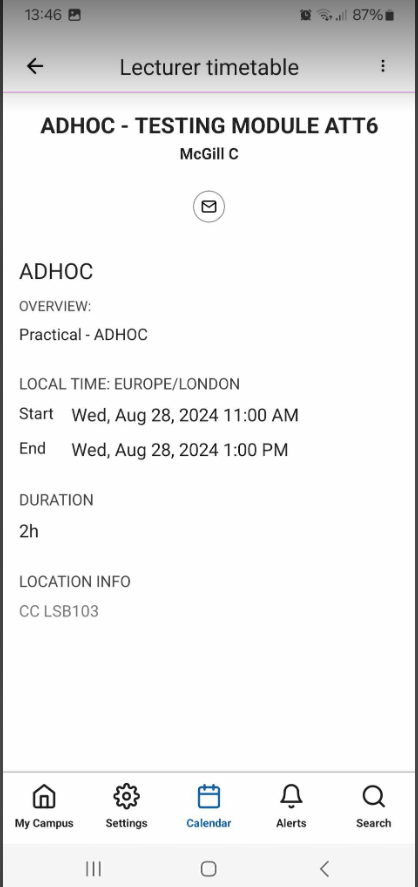 13:46 87%
Lecturer timetable
ADHOC - TESTING MODULE ATT6
McGill C
ADHOC
OVERVIEW:
Practical - ADHOC
LOCAL TIME: EUROPE/LONDON
Start Wed, Aug 28, 2024 11:00 AM
End Wed, Aug 28, 2024 1:00 PM
DURATION
2h
LOCATION INFO
CC LSB103
My Campus Settings Calendar Alerts Search